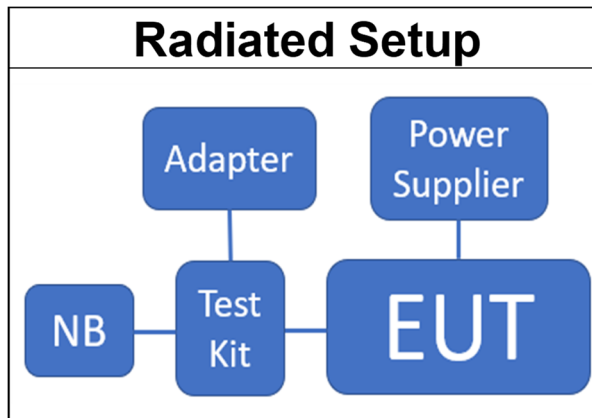 Radiated Setup
Adapter
Power
Supplier
NB
Test
Kit
EUT